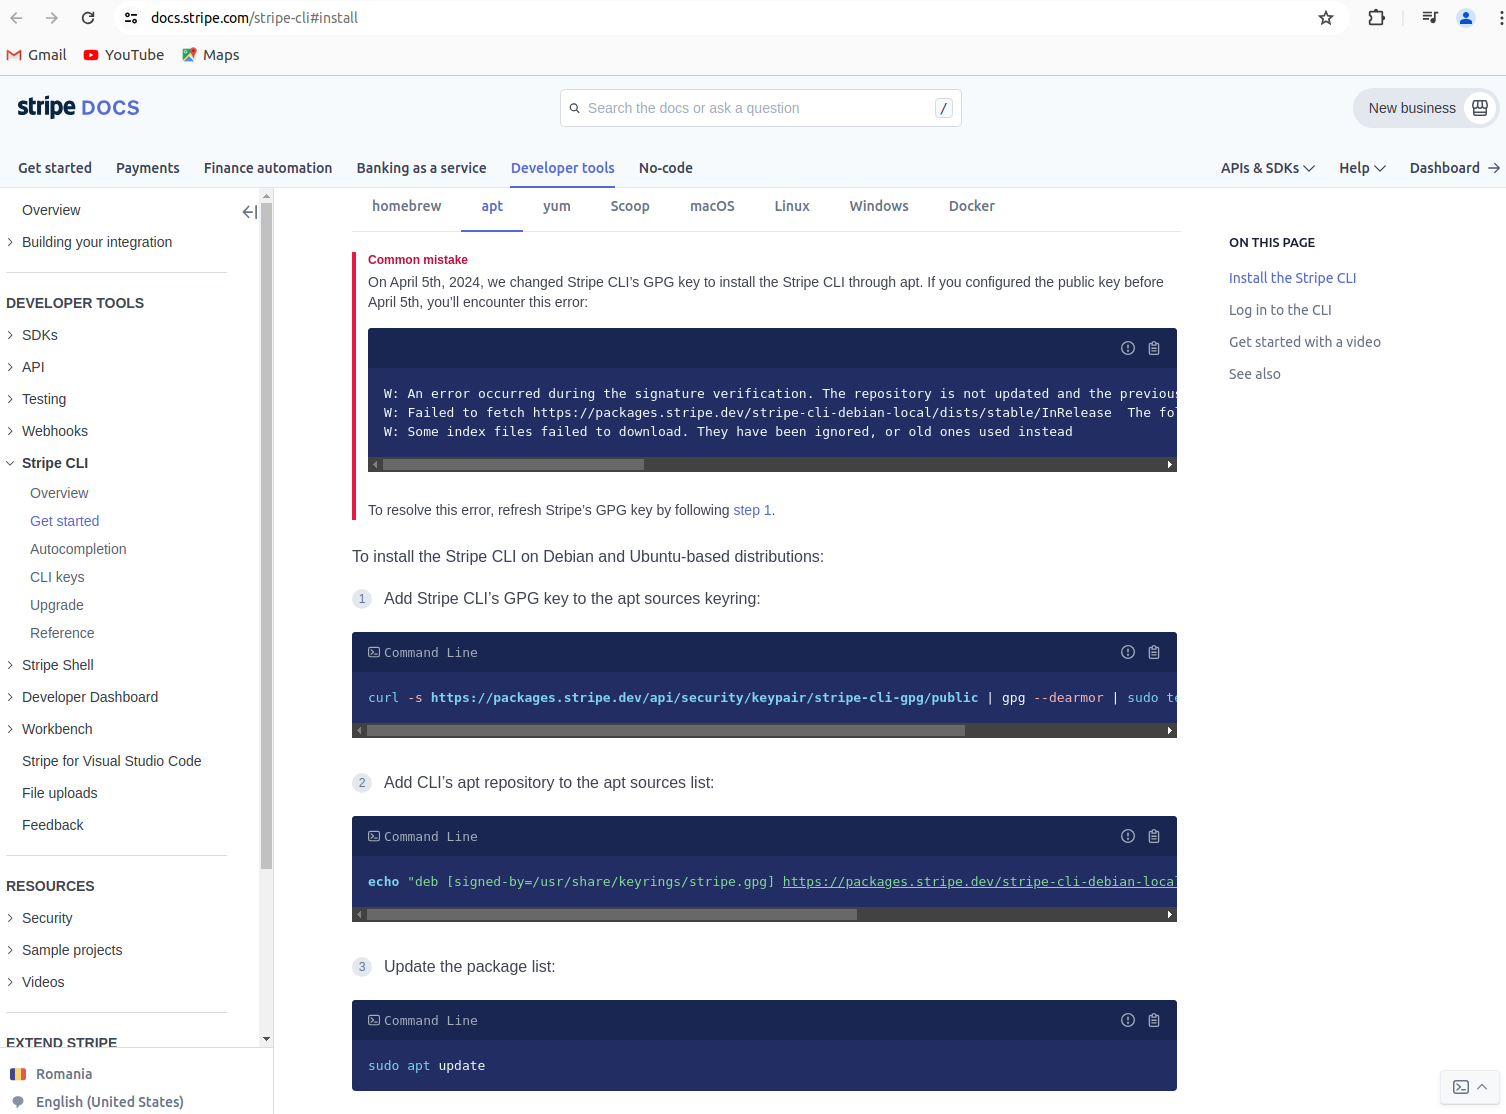 docs.stripe.com/stripe-cli#install
Gmail YouTube Maps
stripe DOCS
Search the docs or ask a question /
New business
Get started Payments Finance automation Banking as a service Developer tools No-code APIs & SDKs Help Dashboard
Overview
Building your integration
DEVELOPER TOOLS
SDKs
API
Testing
Webhooks
Stripe CLI
Overview
Get started
Autocompletion
CLI keys
Upgrade
Reference
Stripe Shell
Developer Dashboard
Workbench
Stripe for Visual Studio Code
File uploads
Feedback
RESOURCES
Security
Sample projects
Videos
EXTEND STRIPE
Romania
English (United States)
homebrew apt yum Scoop macOS Linux Windows Docker
Common mistake
On April 5th, 2024, we changed Stripe CLI’s GPG key to install the Stripe CLI through apt. If you configured the public key before
April 5th, you’ll encounter this error:
W: An error occurred during the signature verification. The repository is not updated and the previous
W: Failed to fetch https://packages.stripe.dev/stripe-cli-debian-local/dists/stable/InRelease The fol
W: Some index files failed to download. They have been ignored, or old ones used instead
To resolve this error, refresh Stripe’s GPG key by following step 1.
To install the Stripe CLI on Debian and Ubuntu-based distributions:
1 Add Stripe CLI’s GPG key to the apt sources keyring:
Command Line
curl -s https://packages.stripe.dev/api/security/keypair/stripe-cli-gpg/public | gpg --dearmor | sudo te
2 Add CLI’s apt repository to the apt sources list:
Command Line
echo "deb [signed-by=/usr/share/keyrings/stripe.gpg] https://packages.stripe.dev/stripe-cli-debian-local
3 Update the package list:
Command Line
sudo apt update
ON THIS PAGE
Install the Stripe CLI
Log in to the CLI
Get started with a video
See also